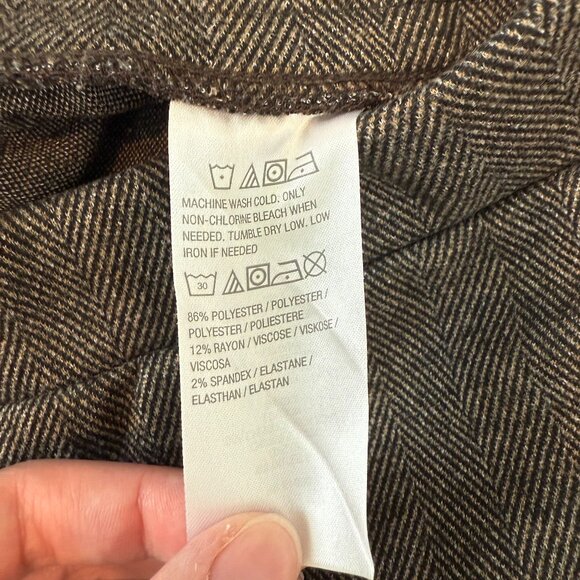 MACHINE WASH COLD. ONLY
NON-CHLORINE BLEACH WHEN
NEEDED. TUMBLE DRY LOW. LOW
IRON IF NEEDED
30
86% POLYESTER / POLYESTER /
POLYESTER / POLIESTERE
12% RAYON / VISCOSE / VISKOSE /
VISCOSA
2% SPANDEX / ELASTANE /
ELASTHAN / ELASTAN